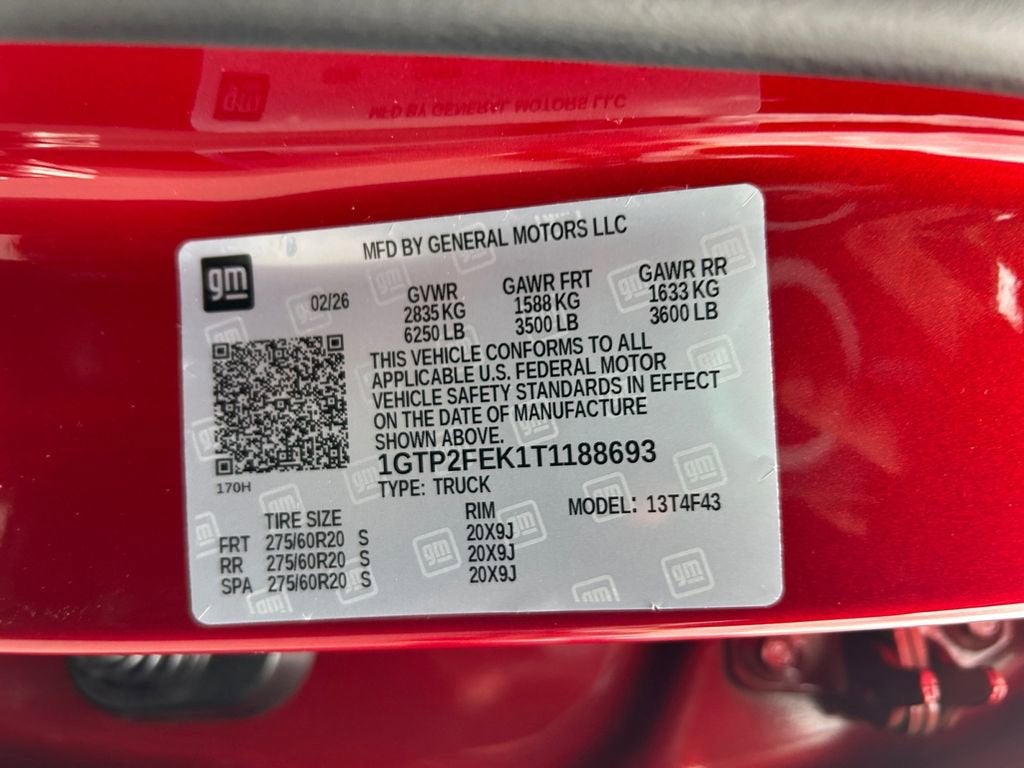 MFD BY GENERAL MOTORS LLC
gm
02/26
GVWR
2835 KG
6250 LB
GAWR FRT
1588 KG
3500 LB
GAWR RR
1633 KG
3600 LB
THIS VEHICLE CONFORMS TO ALL
APPLICABLE U.S. FEDERAL MOTOR
VEHICLE SAFETY STANDARDS IN EFFECT
ON THE DATE OF MANUFACTURE
SHOWN ABOVE.
1GTP2FEK1T1188693
170H
TYPE: TRUCK
MODEL: 13T4F43
TIRE SIZE RIM
FRT 275/60R20 S 20X9J
RR 275/60R20 S 20X9J
SPA 275/60R20 S 20X9J